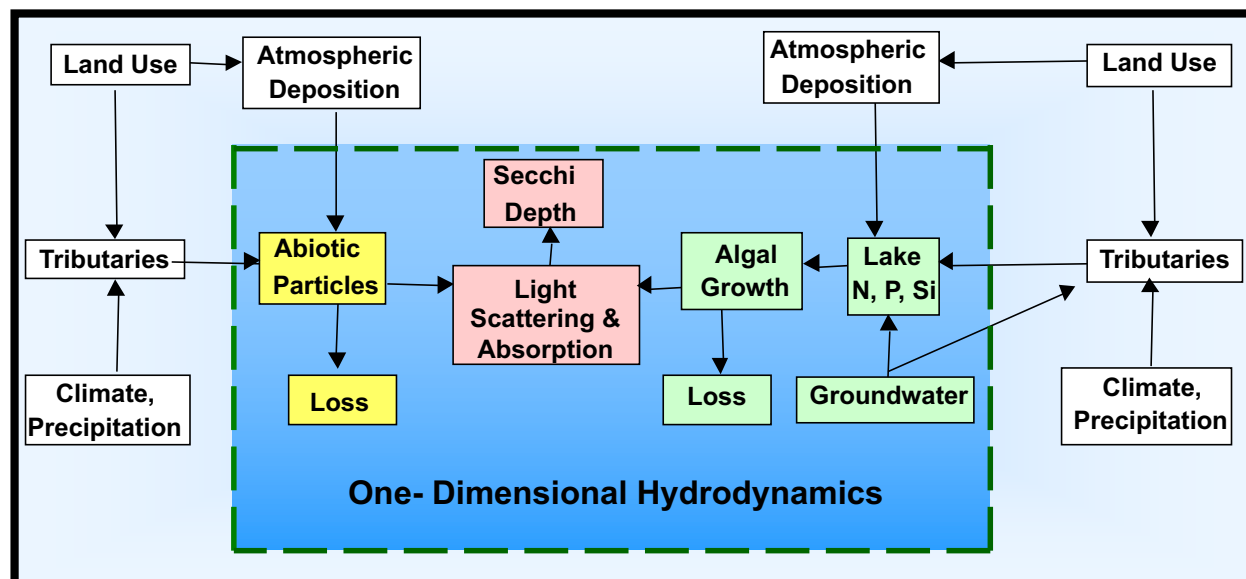 Land Use
Atmospheric
Deposition
Atmospheric
Deposition
Land Use
Secchi
Depth
Tributaries
Abiotic
Particles
Light
Scattering &
Absorption
Algal
Growth
Lake
N, P, Si
Tributaries
Climate,
Precipitation
Loss
Loss
Groundwater
Climate,
Precipitation
One- Dimensional Hydrodynamics